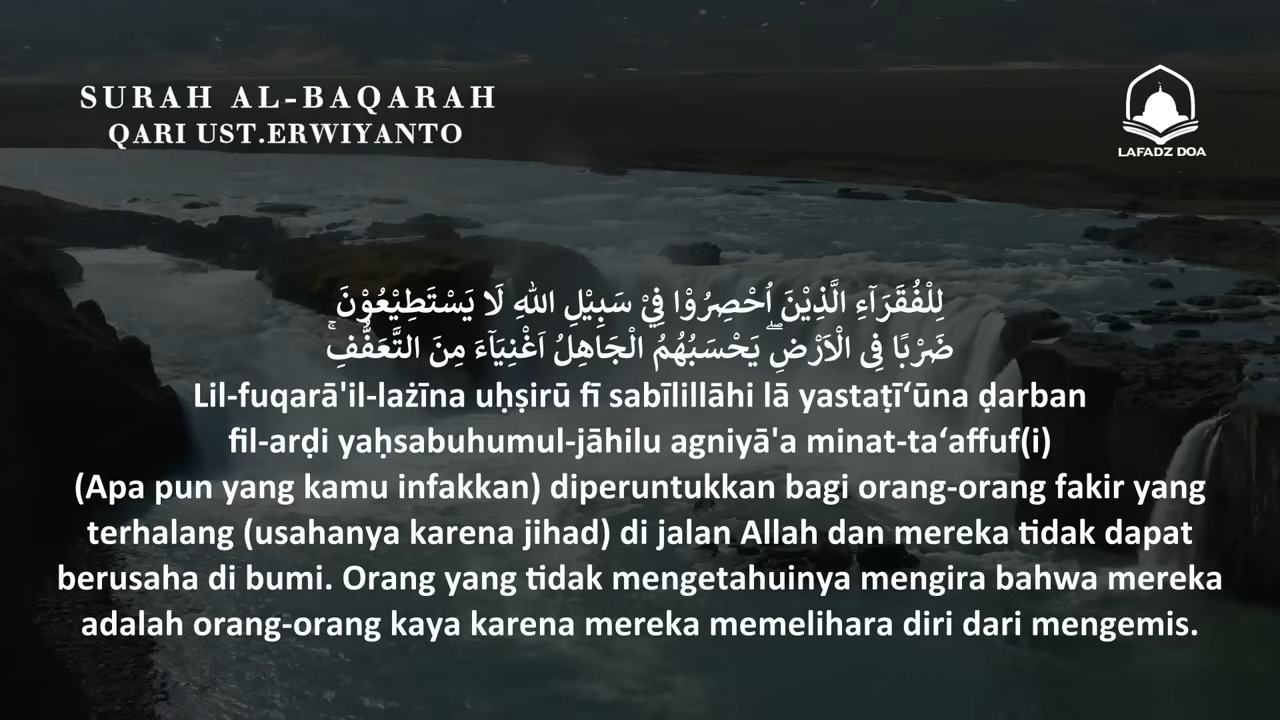 SURAH AL-BAQARAH
QARI UST.ERWIYANTO
LAFADZ DOA
لِلْفُقَرَاۤءِ الَّذِيْنَ اُحْصِرُوْا فِيْ سَبِيْلِ اللّٰهِ لَا يَسْتَطِيْعُوْنَ
ضَرْبًا فِى الْاَرْضِۖ يَحْسَبُهُمُ الْجَاهِلُ اَغْنِيَاۤءَ مِنَ التَّعَفُّفِۚ
Lil-fuqarā'il-lażīna uḥṣirū fī sabīlillāhi lā yastaṭī‘ūna ḍarban
fil-arḍi yaḥsabuhumul-jāhilu agniyā'a minat-ta‘affuf(i)
(Apa pun yang kamu infakkan) diperuntukkan bagi orang-orang fakir yang
terhalang (usahanya karena jihad) di jalan Allah dan mereka tidak dapat
berusaha di bumi. Orang yang tidak mengetahuinya mengira bahwa mereka
adalah orang-orang kaya karena mereka memelihara diri dari mengemis.